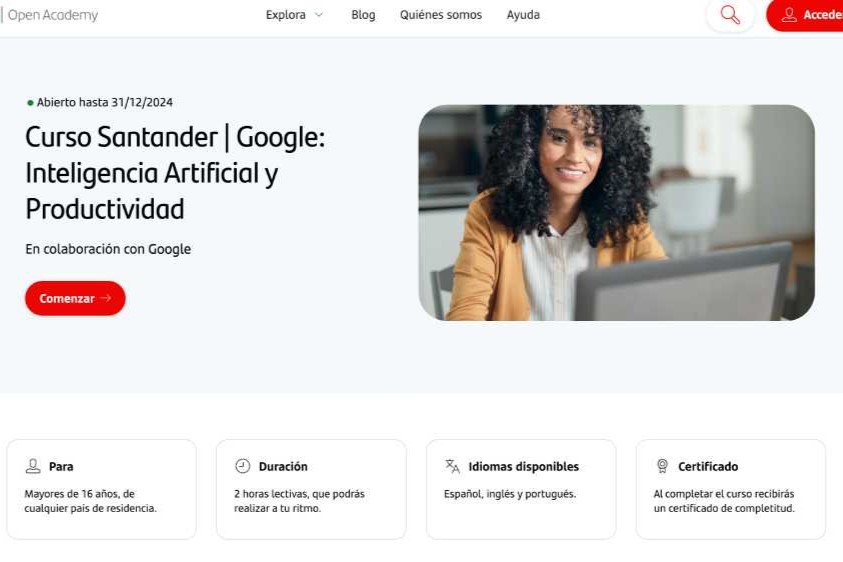 | Open Academy
Explora
Blog
Quiénes somos
Ayuda
Abierto hasta 31/12/2024
Curso Santander | Google:
Inteligencia Artificial y
Productividad
En colaboración con Google
Comenzar →
Para
Mayores de 16 años, de
cualquier país de residencia.
Duración
2 horas lectivas, que podrás
realizar a tu ritmo.
Idiomas disponibles
Español, inglés y portugués.
Certificado
Al completar el curso recibirás
un certificado de completitud.